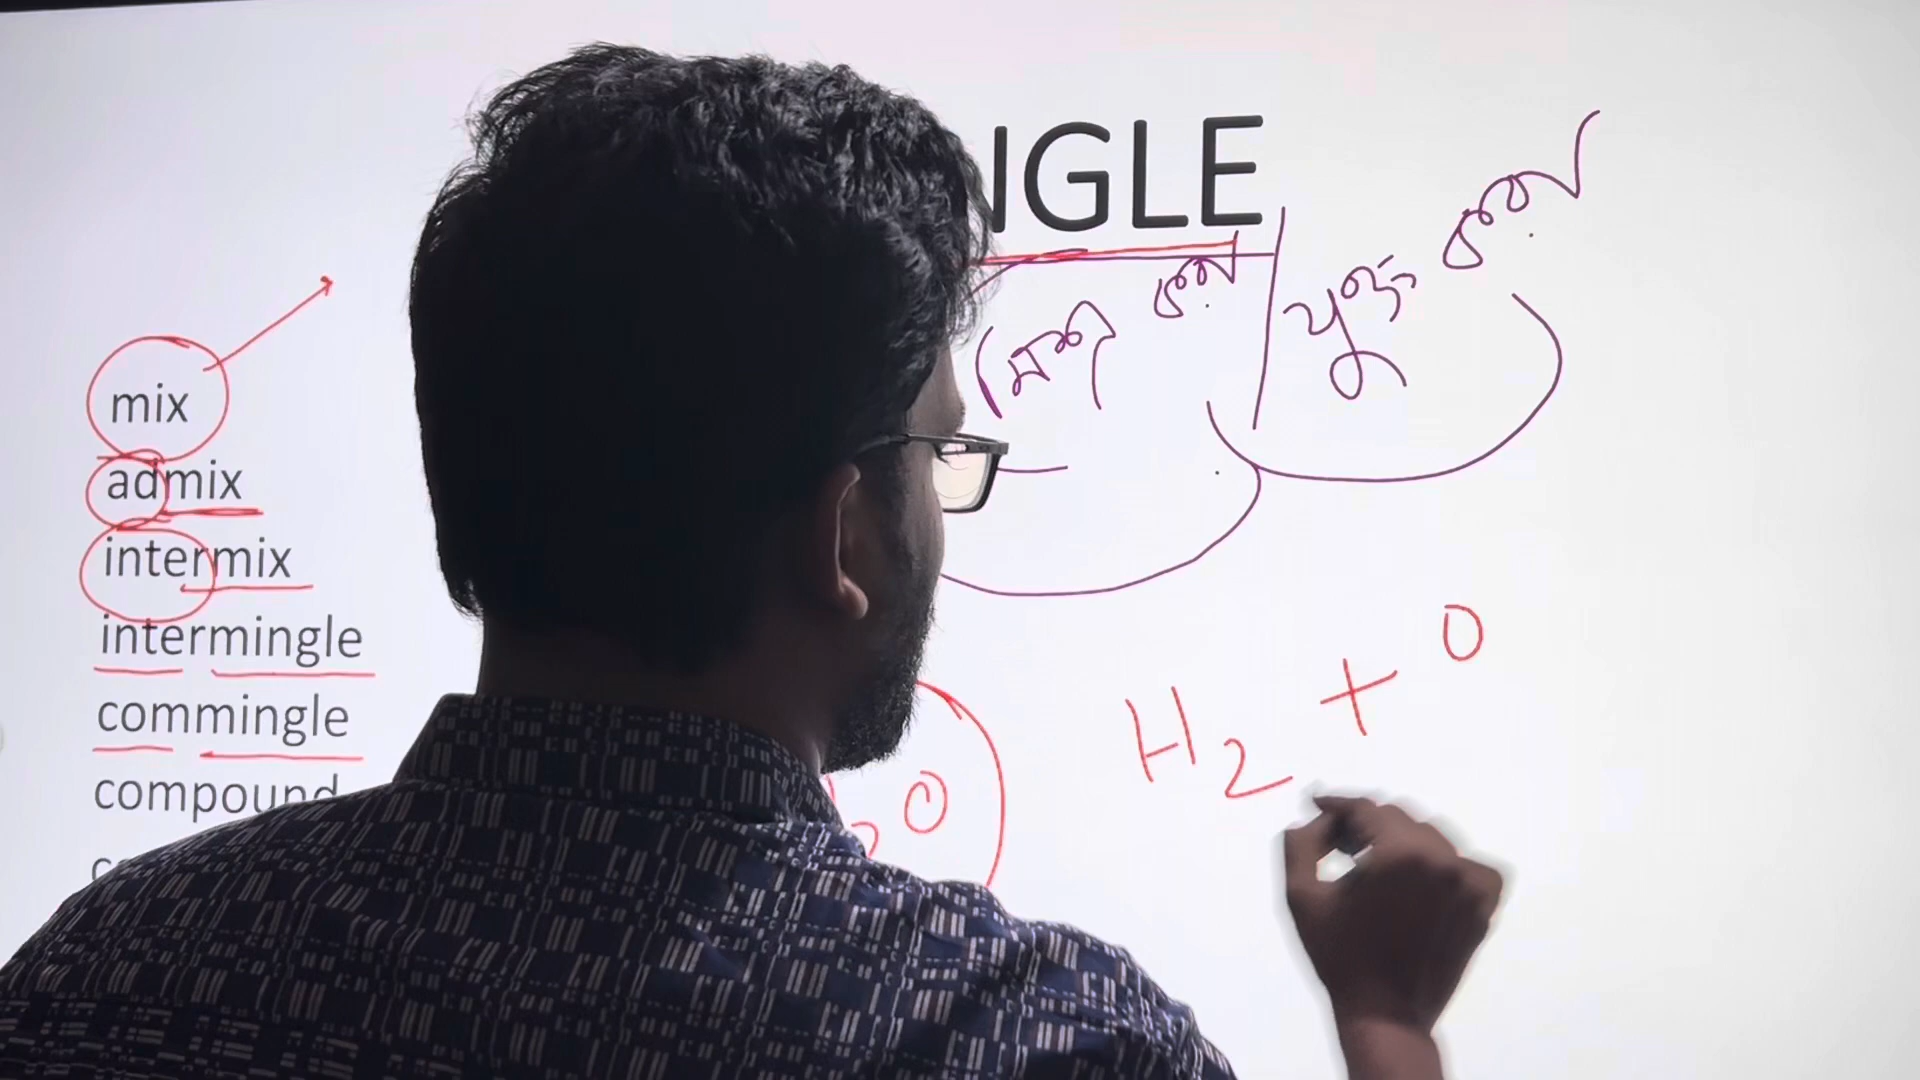 NGLE
মিশ্র করা
যুক্ত করা
mix
admix
intermix
intermingle
commingle
compound
H₂ + O
O